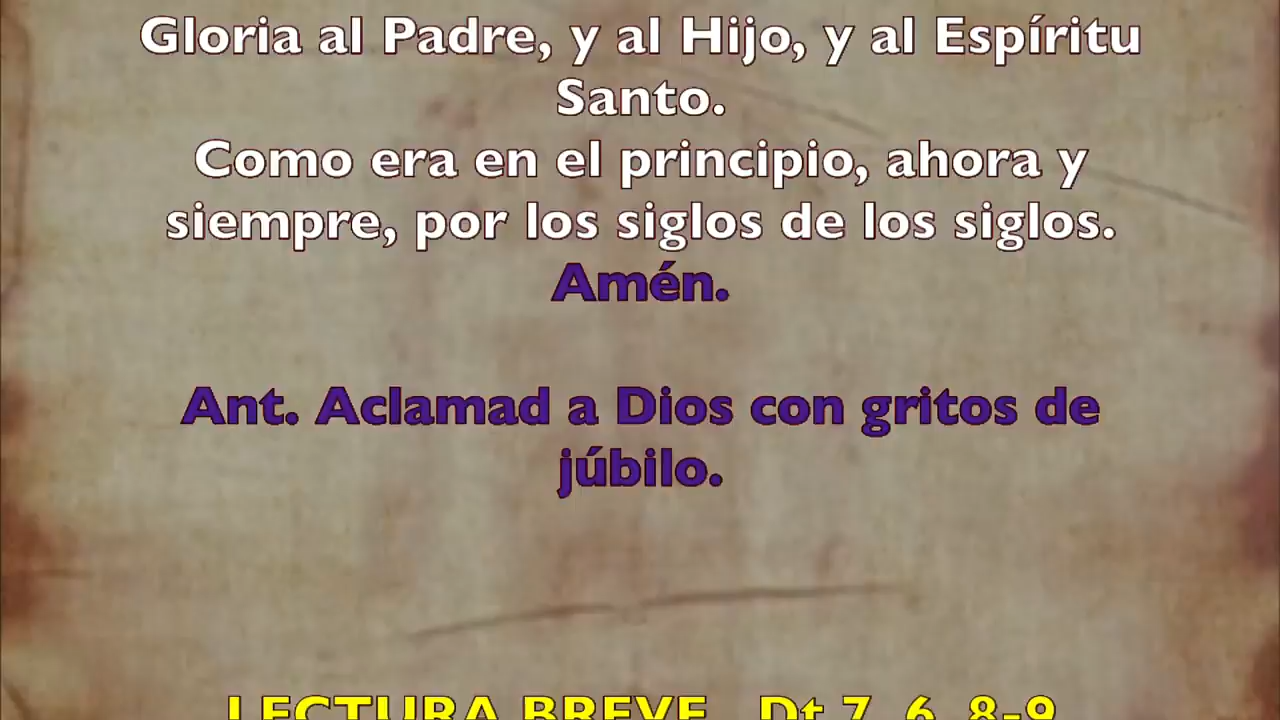 Gloria al Padre, y al Hijo, y al Espíritu
Santo.
Como era en el principio, ahora y
siempre, por los siglos de los siglos.
Amén.
Ant. Aclamad a Dios con gritos de
júbilo.
LECTURA BREVE Dt 7, 6. 8-9